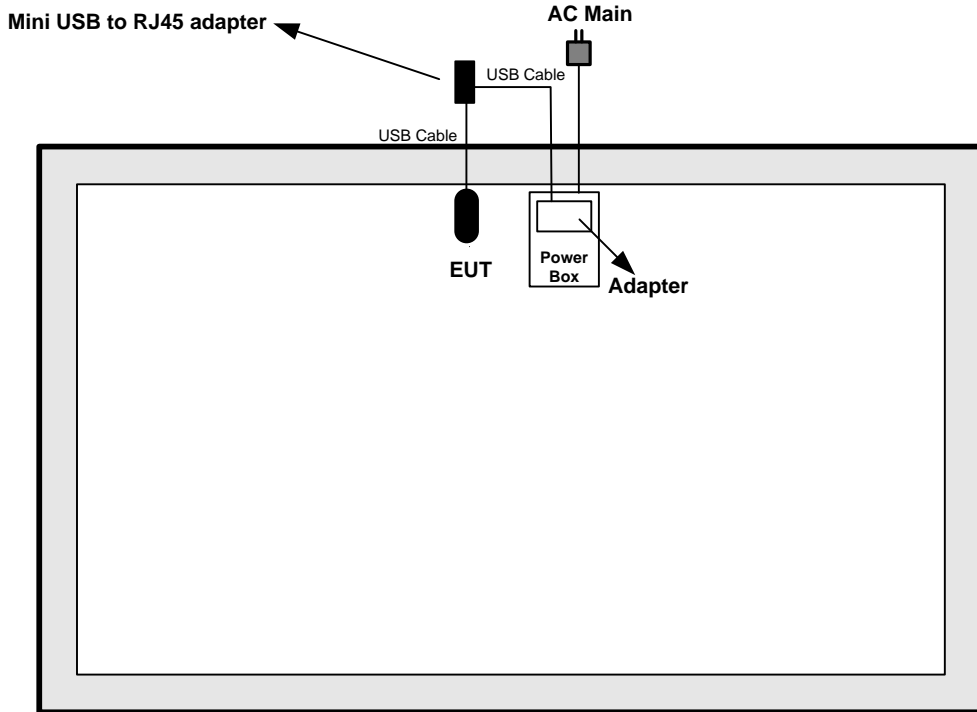 Mini USB to RJ45 adapter
AC Main
USB Cable
USB Cable
EUT
Power
Box
Adapter